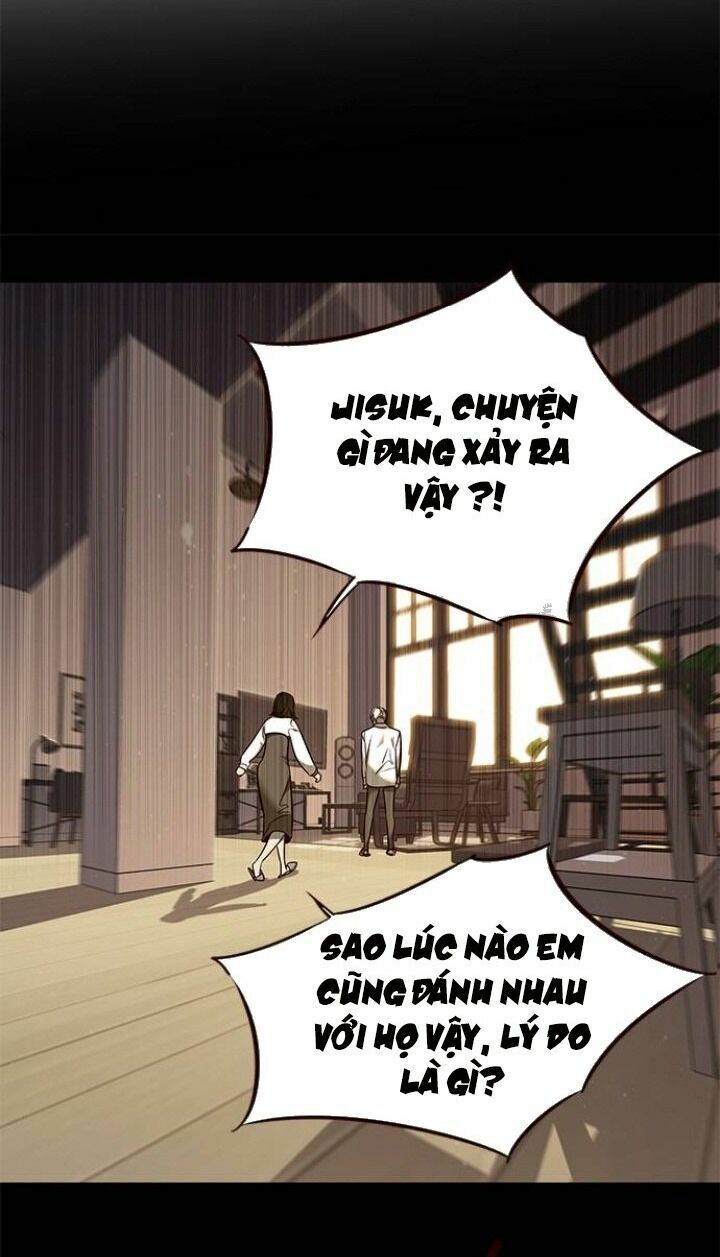 JISUK, CHUYỆN
GÌ ĐANG XẢY RA
VẬY ?!
SAO LÚC NÀO EM
CŨNG ĐÁNH NHAU
VỚI HỌ VẬY, LÝ DO
LÀ GÌ?